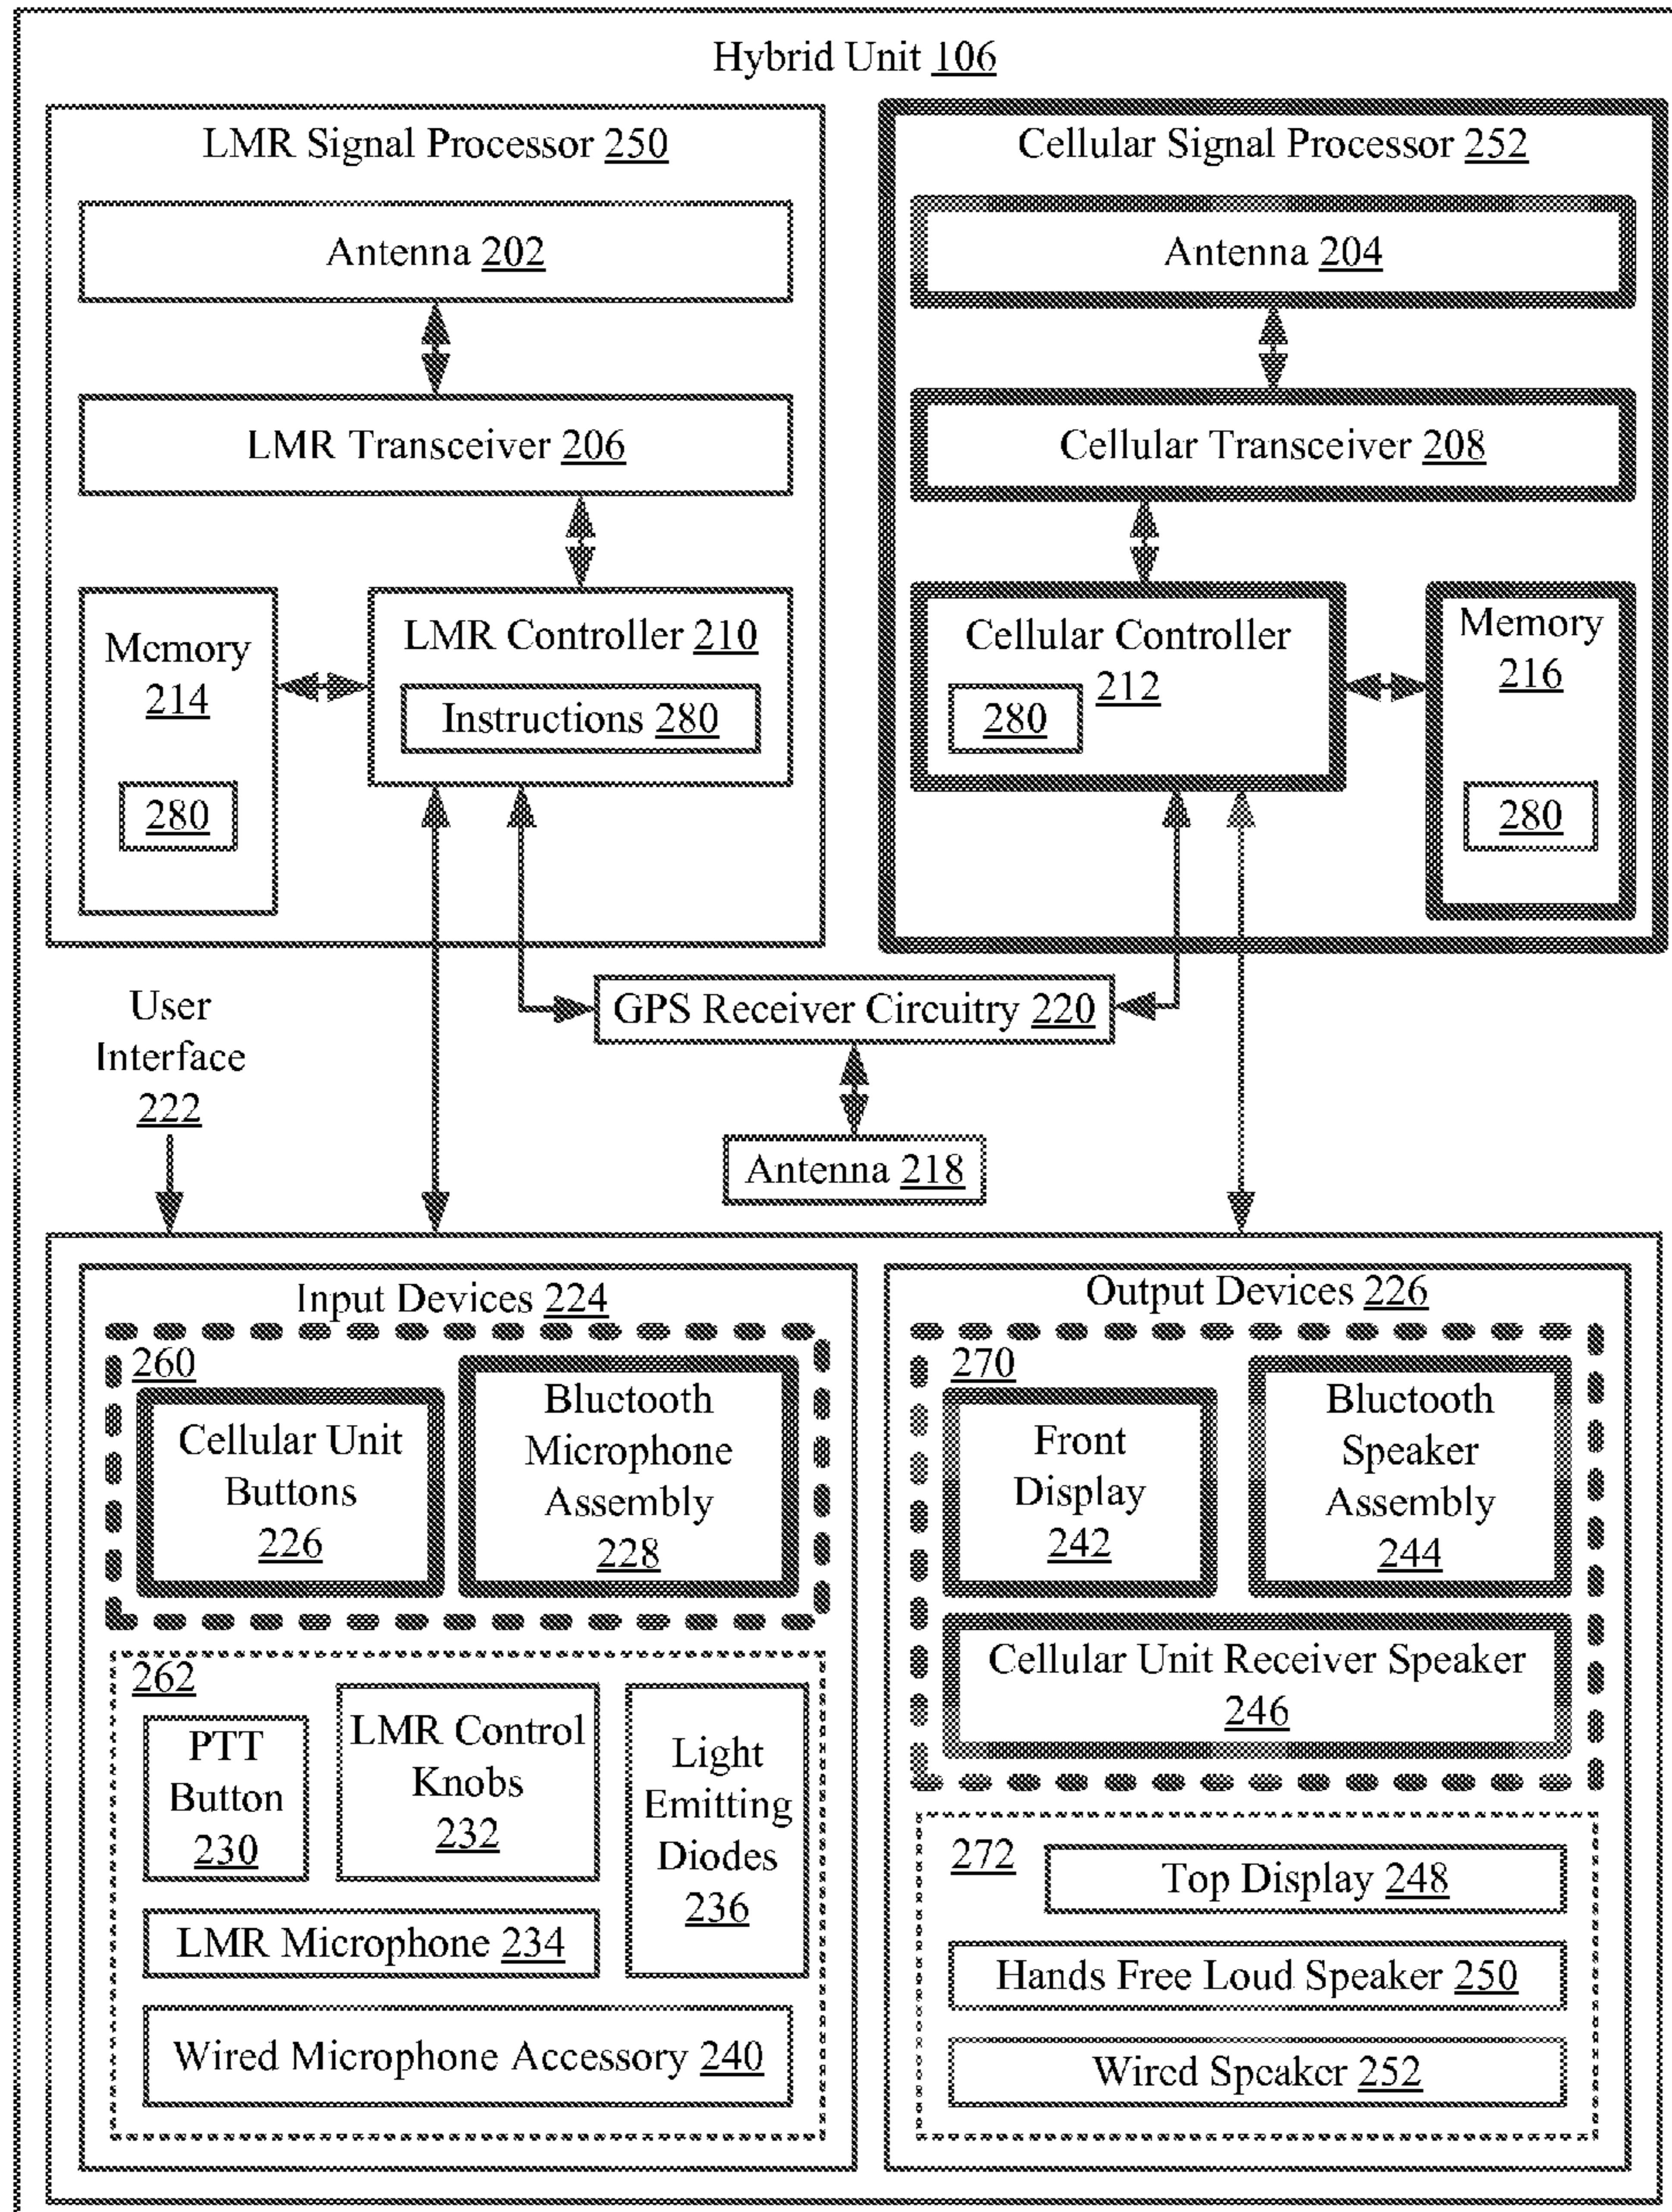 Hybrid Unit 106
LMR Signal Processor 250
Antenna 202
LMR Transceiver 206
Memory
214
280
LMR Controller 210
Instructions 280
Cellular Signal Processor 252
Antenna 204
Cellular Transceiver 208
Cellular Controller
212
280
Memory
216
280
User
Interface
222
GPS Receiver Circuitry 220
Antenna 218
Input Devices 224
260
Cellular Unit
Buttons
226
Bluetooth
Microphone
Assembly
228
262
PTT
Button
230
LMR Control
Knobs
232
Light
Emitting
Diodes
236
LMR Microphone 234
Wired Microphone Accessory 240
Output Devices 226
270
Front
Display
242
Bluetooth
Speaker
Assembly
244
Cellular Unit Receiver Speaker
246
272
Top Display 248
Hands Free Loud Speaker 250
Wired Speaker 252